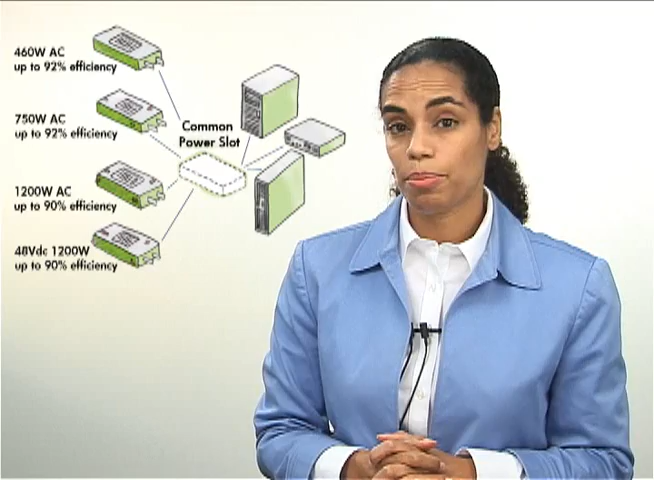 460W AC
up to 92% efficiency
750W AC
up to 92% efficiency
Common
Power Slot
1200W AC
up to 90% efficiency
48Vdc 1200W
up to 90% efficiency